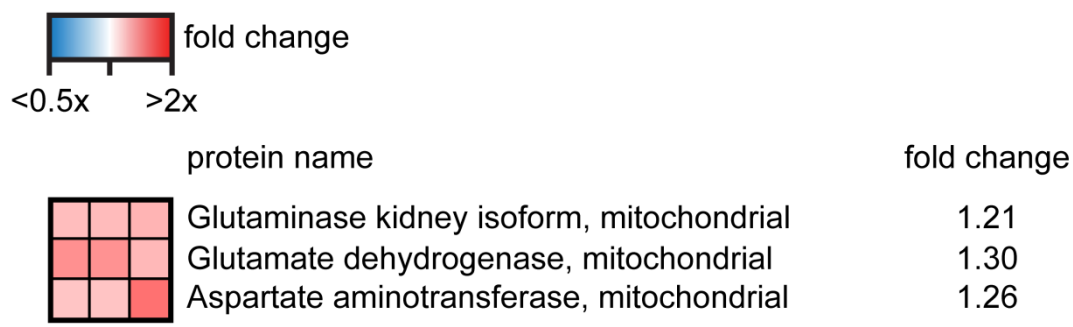 fold change
<0.5x >2x
protein name fold change
Glutaminase kidney isoform, mitochondrial 1.21
Glutamate dehydrogenase, mitochondrial 1.30
Aspartate aminotransferase, mitochondrial 1.26